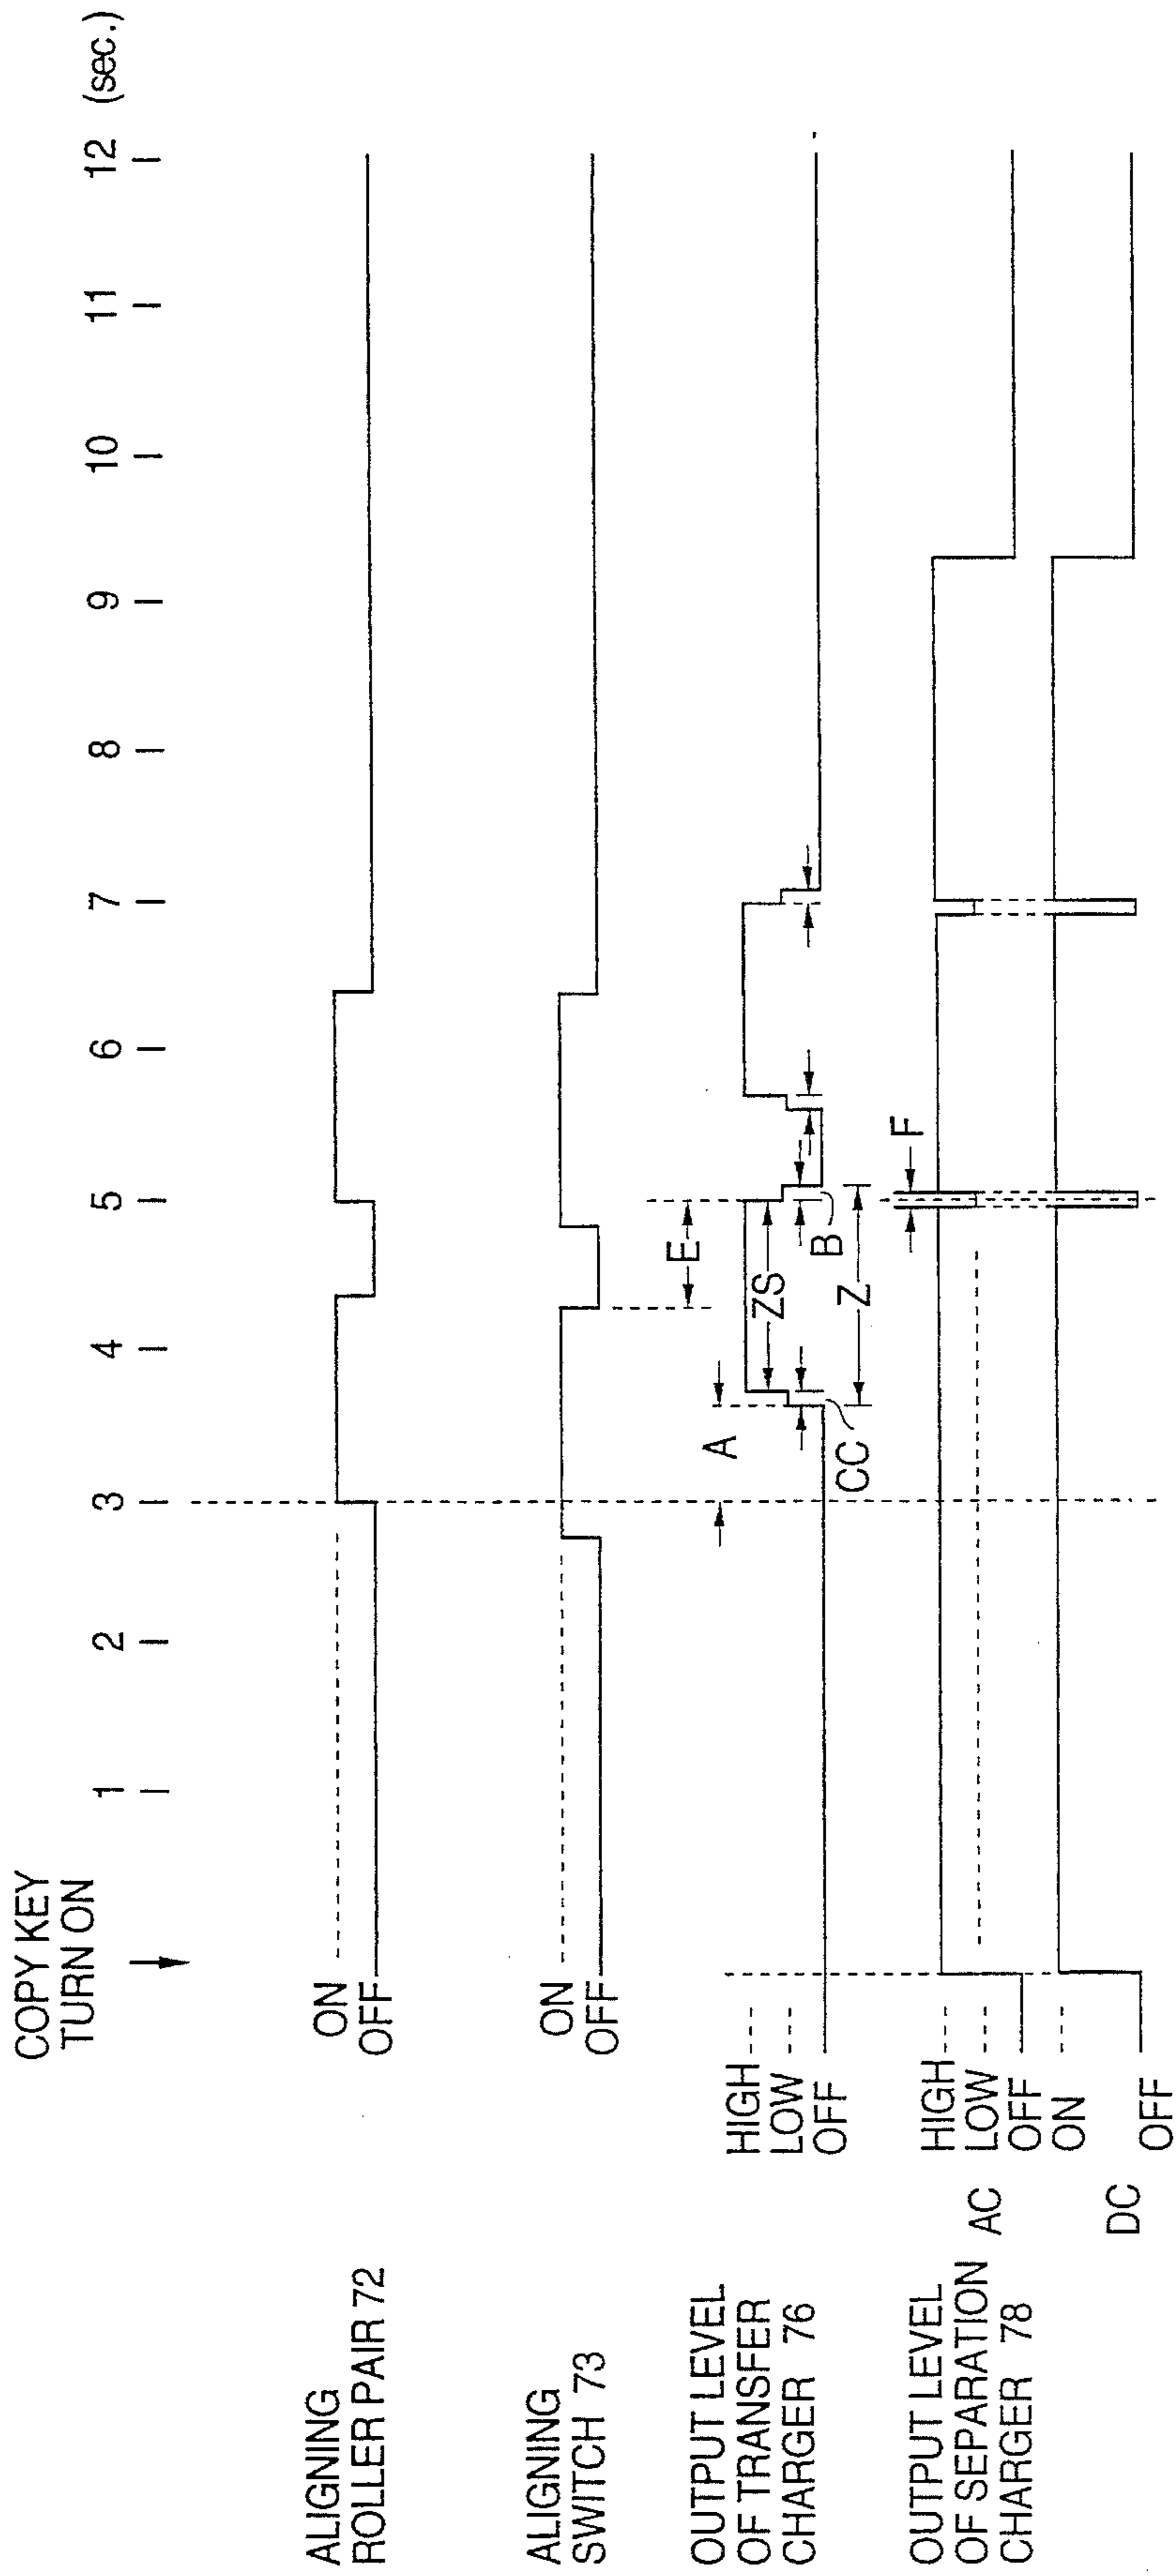 COPY KEY
TURN ON
1 2 3 4 5 6 7 8 9 10 11 12 (sec.)
ALIGNING
ROLLER PAIR 72
ON
OFF
ALIGNING
SWITCH 73
ON
OFF
OUTPUT LEVEL
OF TRANSFER
CHARGER 76
HIGH
LOW
OFF
A
CC
ZS
Z
E
B
OUTPUT LEVEL
OF SEPARATION
CHARGER 78
AC
HIGH
LOW
OFF
F
DC
ON
OFF